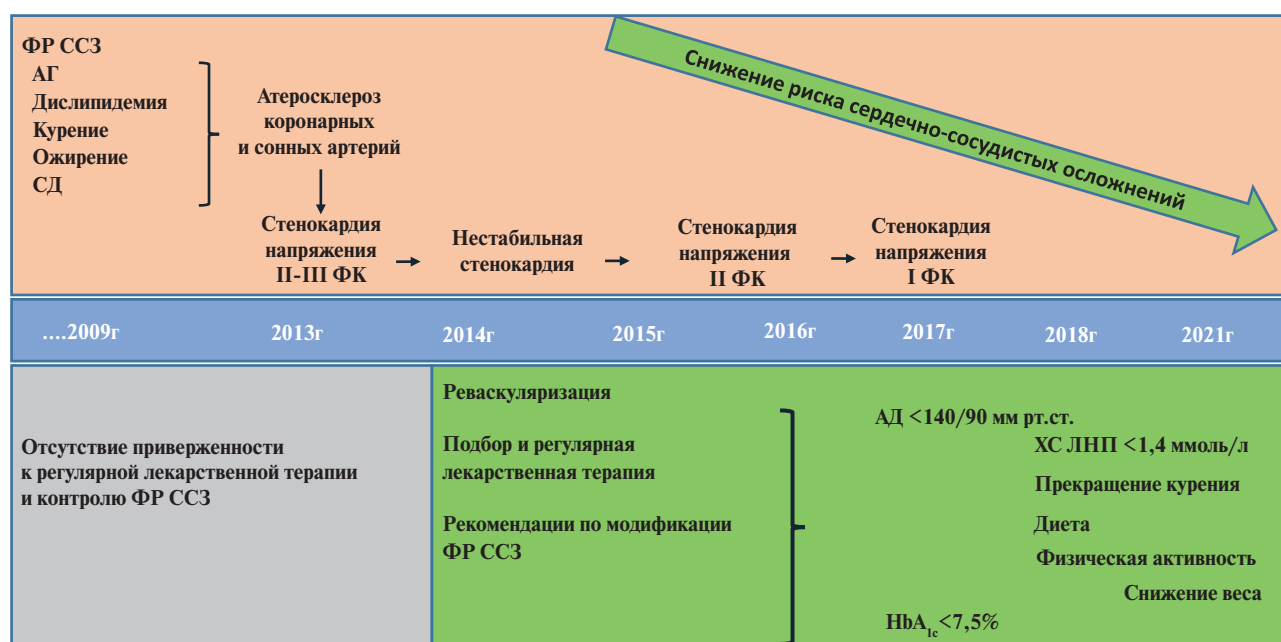 ФР ССЗ
АГ
Дислипидемия
Курение
Ожирение
СД
Атеросклероз
коронарных
и сонных артерий
Снижение риска сердечно-сосудистых осложнений
Стенокардия
напряжения
II-III ФК
Нестабильная
стенокардия
Стенокардия
напряжения
II ФК
Стенокардия
напряжения
I ФК
....2009г
2013г
2014г
2015г
2016г
2017г
2018г
2021г
Отсутствие приверженности
к регулярной лекарственной терапии
и контролю ФР ССЗ
Реваскуляризация
Подбор и регулярная
лекарственная терапия
Рекомендации по модификации
ФР ССЗ
АД <140/90 мм рт.ст.
ХС ЛНП <1,4 ммоль/л
Прекращение курения
Диета
Физическая активность
Снижение веса
HbA1c<7,5%